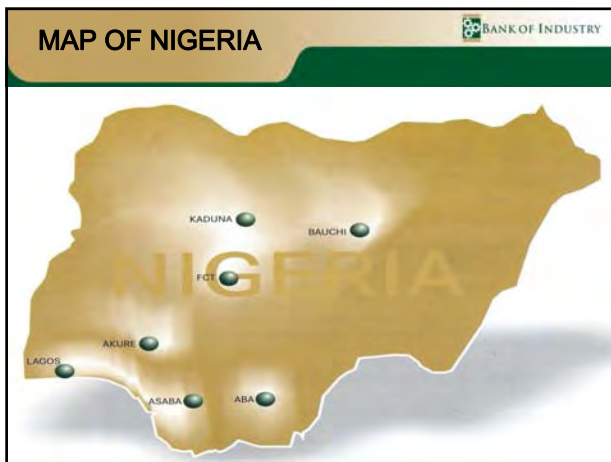 MAP OF NIGERIA
BANK OF INDUSTRY
KADUNA
BAUCHI
NIGERIA
FCT
AKURE
LAGOS
ASABA
ABA